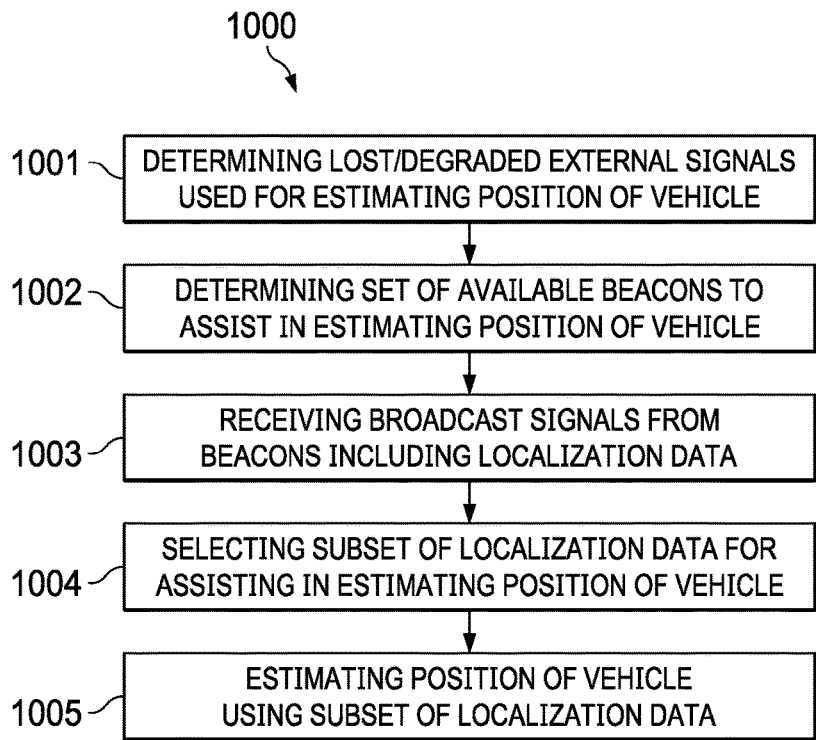 1000
1001
DETERMINING LOST/DEGRADED EXTERNAL SIGNALS
USED FOR ESTIMATING POSITION OF VEHICLE
1002
DETERMINING SET OF AVAILABLE BEACONS TO
ASSIST IN ESTIMATING POSITION OF VEHICLE
1003
RECEIVING BROADCAST SIGNALS FROM
BEACONS INCLUDING LOCALIZATION DATA
1004
SELECTING SUBSET OF LOCALIZATION DATA FOR
ASSISTING IN ESTIMATING POSITION OF VEHICLE
1005
ESTIMATING POSITION OF VEHICLE
USING SUBSET OF LOCALIZATION DATA